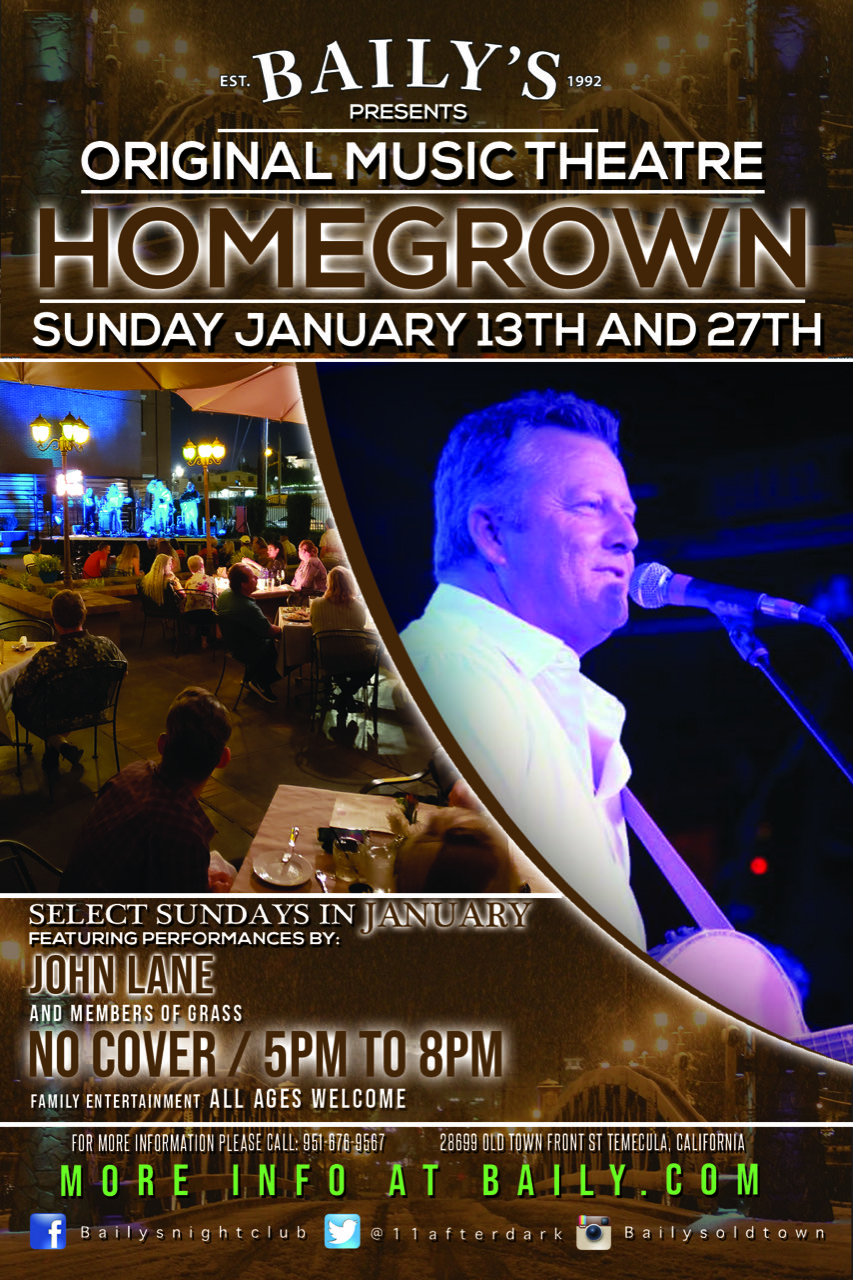 EST. BAILY'S 1992
PRESENTS
ORIGINAL MUSIC THEATRE
HOMEGROWN
SUNDAY JANUARY 13TH AND 27TH
SELECT SUNDAYS IN JANUARY
FEATURING PERFORMANCES BY:
JOHN LANE
AND MEMBERS OF GRASS
NO COVER / 5PM TO 8PM
FAMILY ENTERTAINMENT ALL AGES WELCOME
FOR MORE INFORMATION PLEASE CALL: 951-676-9567 28699 OLD TOWN FRONT ST TEMECULA, CALIFORNIA
MORE INFO AT BAILY.COM
Bailysnightclub @11afterdark Bailysoldtown